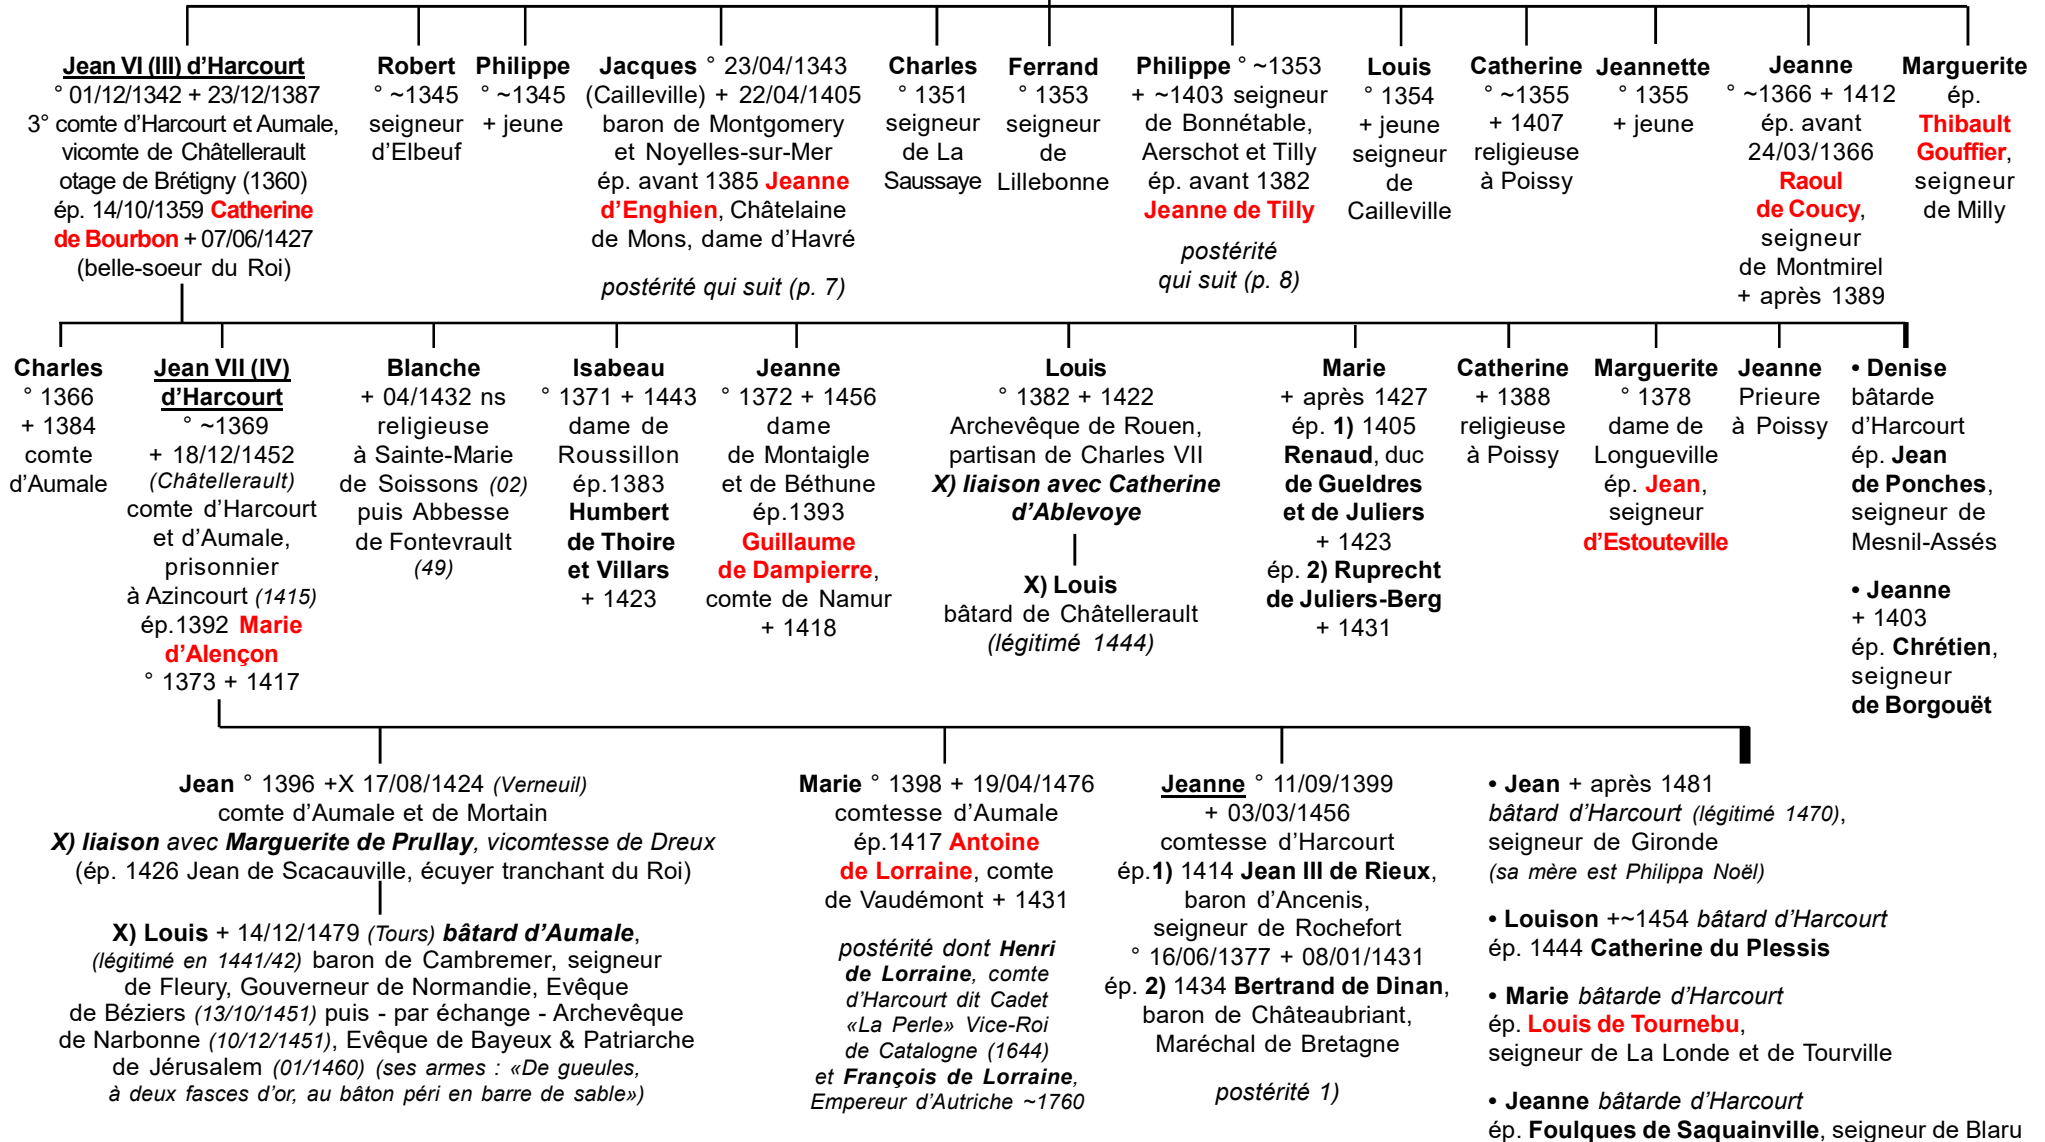 Jean VI (III) d’Harcourt
° 01/12/1342 + 23/12/1387
3° comte d’Harcourt et Aumale,
vicomte de Châtellerault
otage de Brétigny (1360)
ép. 14/10/1359 Catherine
de Bourbon + 07/06/1427
(belle-soeur du Roi)
Robert
° ~1345
seigneur
d’Elbeuf
Philippe
° ~1345
+ jeune
Jacques ° 23/04/1343
(Cailleville) + 22/04/1405
baron de Montgomery
et Noyelles-sur-Mer
ép. avant 1385 Jeanne
d’Enghien, Châtelaine
de Mons, dame d’Havré
postérité qui suit (p. 7)
Charles
° 1351
seigneur
de La
Saussaye
Ferrand
° 1353
seigneur
de
Lillebonne
Philippe ° ~1353
+ ~1403 seigneur
de Bonnétable,
Aerschot et Tilly
ép. avant 1382
Jeanne de Tilly
postérité
qui suit (p. 8)
Louis
° 1354
+ jeune
seigneur
de
Cailleville
Catherine
° ~1355
+ 1407
religieuse
à Poissy
Jeannette
° 1355
+ jeune
Jeanne
° ~1366 + 1412
ép. avant
24/03/1366
Raoul
de Coucy,
seigneur
de Montmirel
+ après 1389
Marguerite
ép.
Thibault
Gouffier,
seigneur
de Milly
Charles
° 1366
+ 1384
comte
d’Aumale
Jean VII (IV)
d’Harcourt
° ~1369
+ 18/12/1452
(Châtellerault)
comte d’Harcourt
et d’Aumale,
prisonnier
à Azincourt (1415)
ép.1392 Marie
d’Alençon
° 1373 + 1417
Blanche
+ 04/1432 ns
religieuse
à Sainte-Marie
de Soissons (02)
puis Abbesse
de Fontevrault
(49)
Isabeau
° 1371 + 1443
dame de
Roussillon
ép.1383
Humbert
de Thoire
et Villars
+ 1423
Jeanne
° 1372 + 1456
dame
de Montaigle
et de Béthune
ép.1393
Guillaume
de Dampierre,
comte de Namur
+ 1418
Louis
° 1382 + 1422
Archevêque de Rouen,
partisan de Charles VII
X) liaison avec Catherine
d’Ablevoye
X) Louis
bâtard de Châtellerault
(légitimé 1444)
Marie
+ après 1427
ép. 1) 1405
Renaud, duc
de Gueldres
et de Juliers
+ 1423
ép. 2) Ruprecht
de Juliers-Berg
+ 1431
Catherine
+ 1388
religieuse
à Poissy
Marguerite
° 1378
dame de
Longueville
ép. Jean,
seigneur
d’Estouteville
Jeanne
Prieure
à Poissy
• Denise
bâtarde
d’Harcourt
ép. Jean
de Ponches,
seigneur de
Mesnil-Assés
• Jeanne
+ 1403
ép. Chrétien,
seigneur
de Borgouët
Jean ° 1396 +X 17/08/1424 (Verneuil)
comte d’Aumale et de Mortain
X) liaison avec Marguerite de Prullay, vicomtesse de Dreux
(ép. 1426 Jean de Scacauville, écuyer tranchant du Roi)
X) Louis + 14/12/1479 (Tours) bâtard d’Aumale,
(légitimé en 1441/42) baron de Cambremer, seigneur
de Fleury, Gouverneur de Normandie, Evêque
de Béziers (13/10/1451) puis - par échange - Archevêque
de Narbonne (10/12/1451), Evêque de Bayeux & Patriarche
de Jérusalem (01/1460) (ses armes : «De gueules,
à deux fasces d’or, au bâton péri en barre de sable»)
Marie ° 1398 + 19/04/1476
comtesse d’Aumale
ép.1417 Antoine
de Lorraine, comte
de Vaudémont + 1431
postérité dont Henri
de Lorraine, comte
d’Harcourt dit Cadet
«La Perle» Vice-Roi
de Catalogne (1644)
et François de Lorraine,
Empereur d’Autriche ~1760
Jeanne ° 11/09/1399
+ 03/03/1456
comtesse d’Harcourt
ép.1) 1414 Jean III de Rieux,
baron d’Ancenis,
seigneur de Rochefort
° 16/06/1377 + 08/01/1431
ép. 2) 1434 Bertrand de Dinan,
baron de Châteaubriant,
Maréchal de Bretagne
postérité 1)
• Jean + après 1481
bâtard d’Harcourt (légitimé 1470),
seigneur de Gironde
(sa mère est Philippa Noël)
• Louison +~1454 bâtard d’Harcourt
ép. 1444 Catherine du Plessis
• Marie bâtarde d’Harcourt
ép. Louis de Tournebu,
seigneur de La Londe et de Tourville
• Jeanne bâtarde d’Harcourt
ép. Foulques de Saquainville, seigneur de Blaru